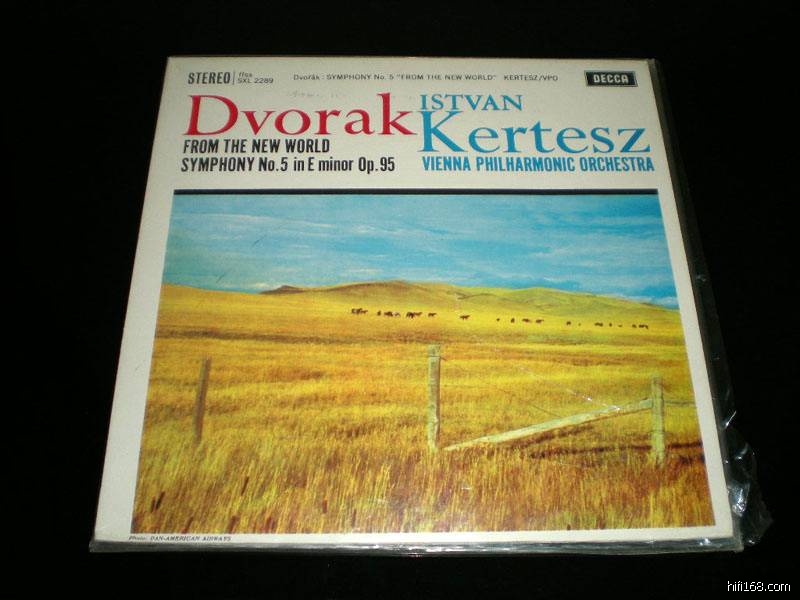 STEREO ffss SXL 2289 Dvořák: SYMPHONY No. 5 "FROM THE NEW WORLD" KERTESZ/VPO DECCA
Dvorak
FROM THE NEW WORLD
SYMPHONY No.5 in E minor Op.95
ISTVAN
Kertesz
VIENNA PHILHARMONIC ORCHESTRA
Photo: PAN-AMERICAN AIRWAYS
hifi168.com